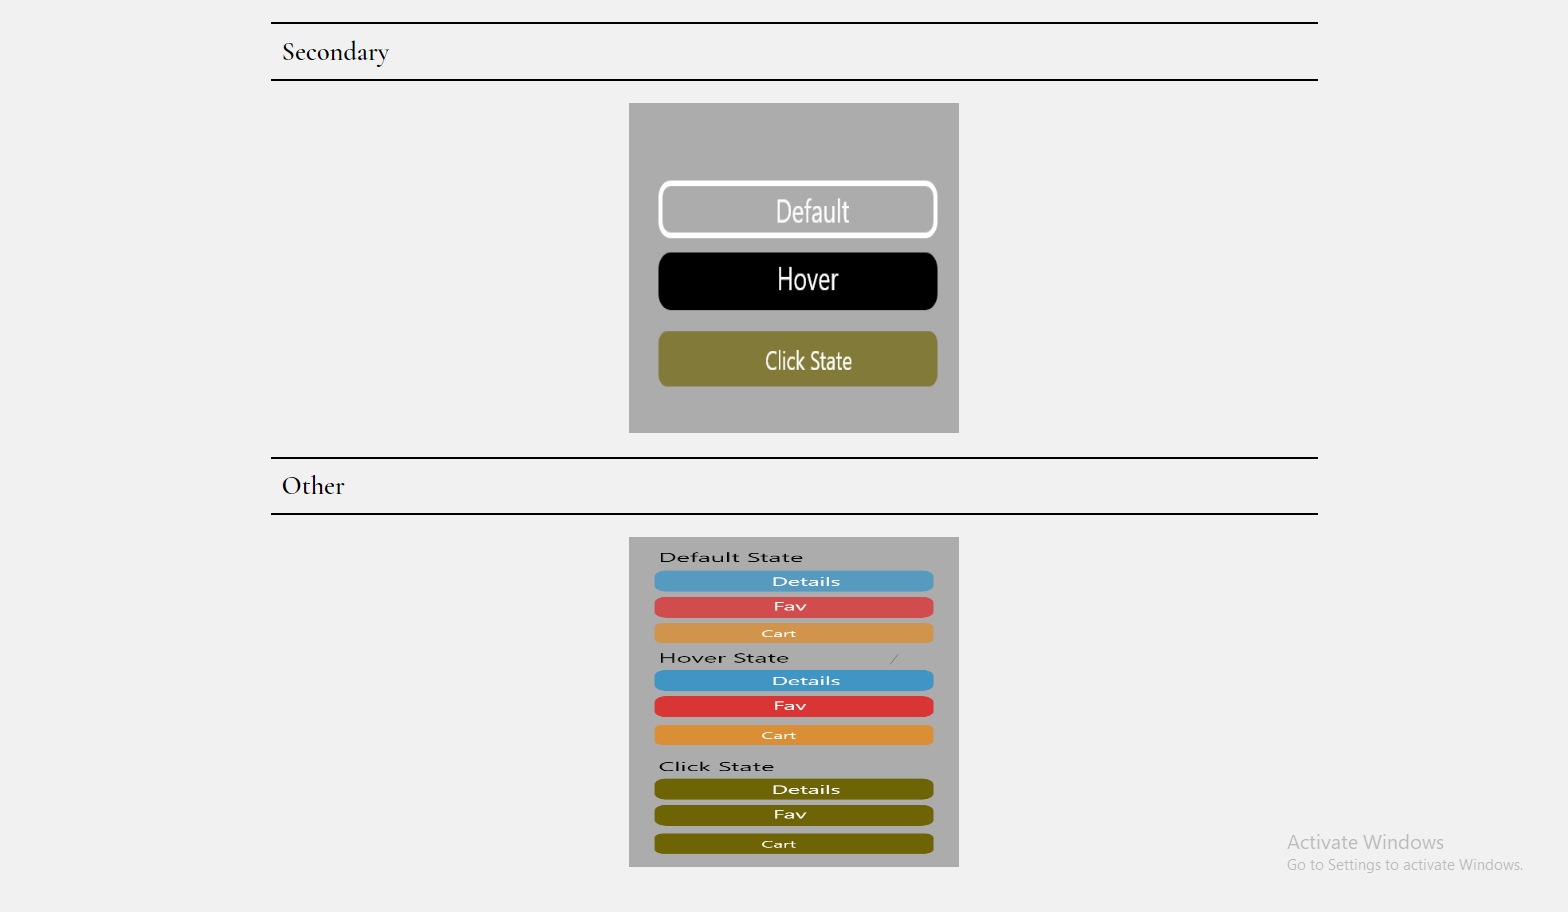 Secondary
Default
Hover
Click State
Other
Default State
Details
Fav
Cart
Hover State
Details
Fav
Cart
Click State
Details
Fav
Cart
Activate Windows
Go to Settings to activate Windows.